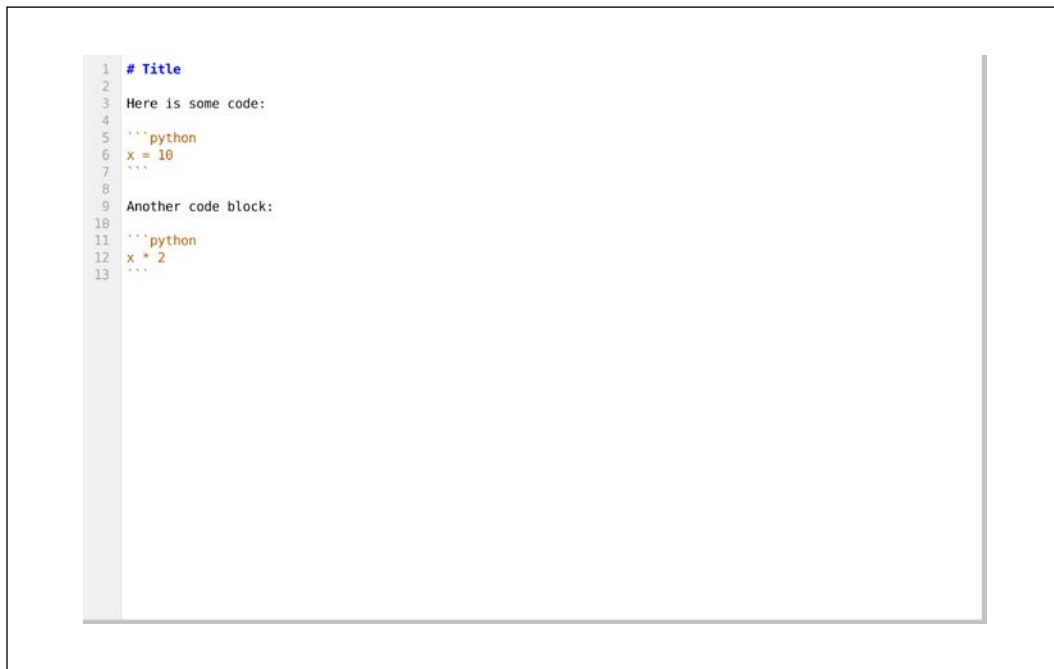 1 # Title
2
3 Here is some code:
4
5 ```python
6 x = 10
7 ```
8
9 Another code block:
10
11 ```python
12 x * 2
13 ```